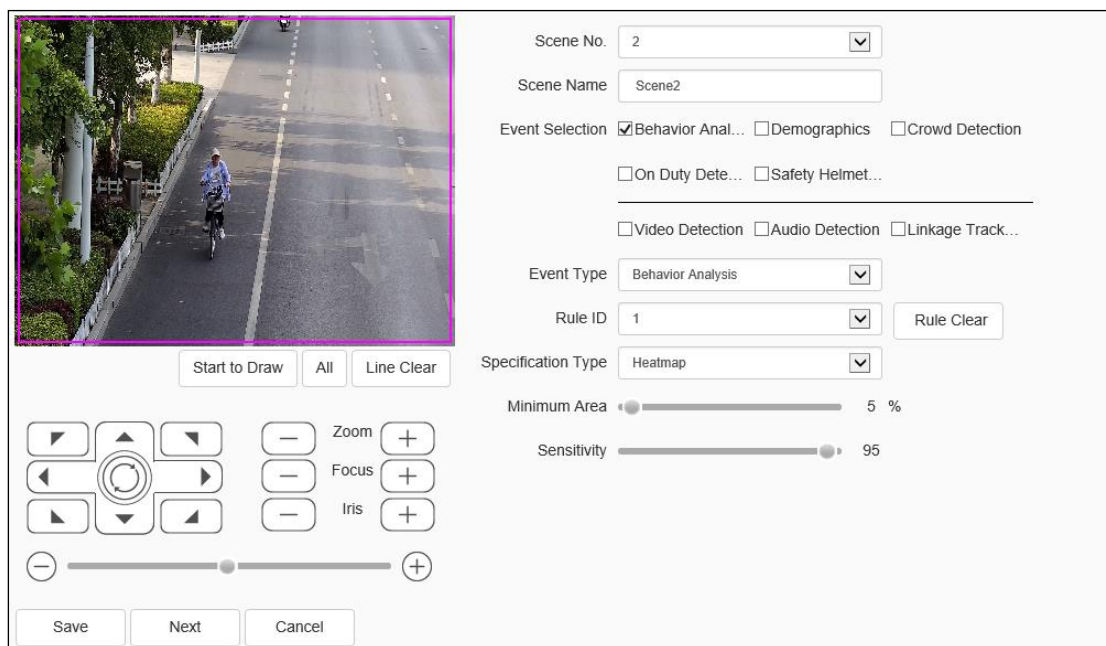 Scene No. 2
Scene Name Scene2
Event Selection Behavior Anal... Demographics Crowd Detection
On Duty Dete... Safety Helmet...
Video Detection Audio Detection Linkage Track...
Event Type Behavior Analysis
Rule ID 1 Rule Clear
Specification Type Heatmap
Minimum Area 5 %
Sensitivity 95
Start to Draw All Line Clear
Zoom
Focus
Iris
Save Next Cancel